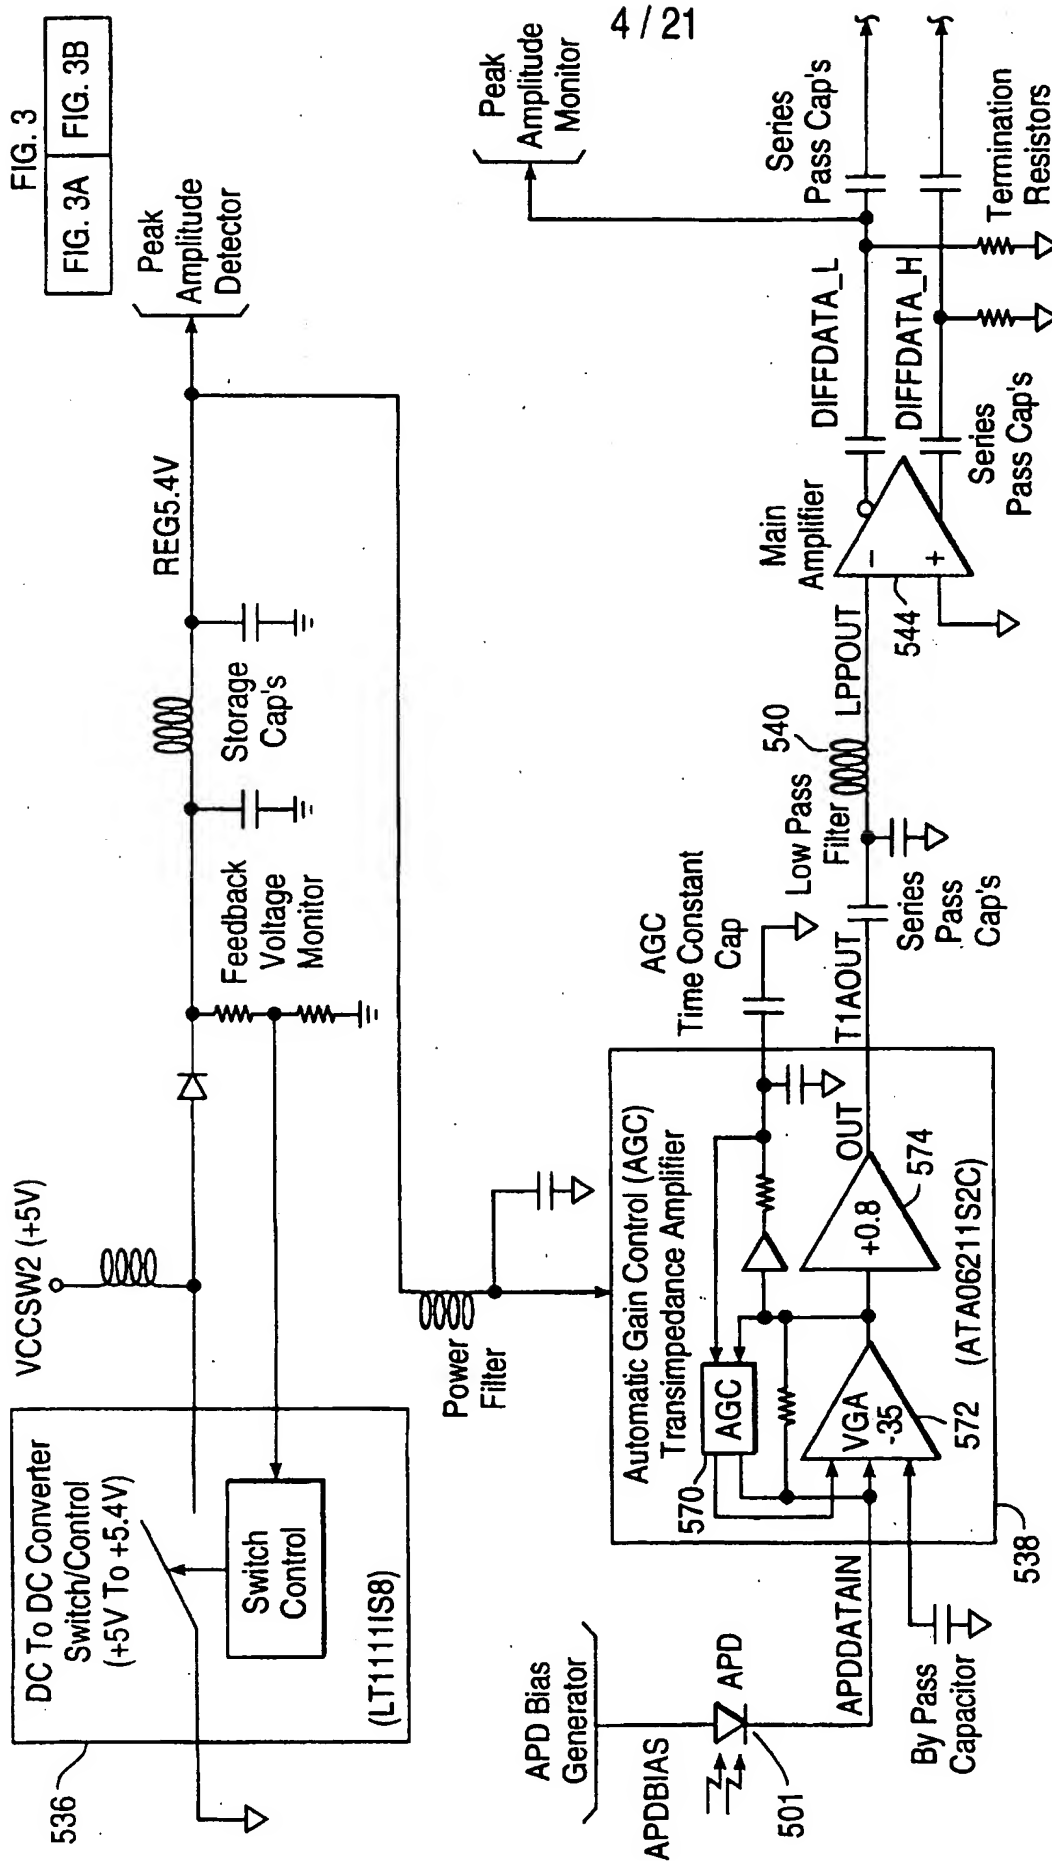 4 / 21
FIG. 3
FIG. 3A
FIG. 3B
DC To DC Converter
Switch/Control
(+5V To +5.4V)
Switch
Control
(LT1111IS8)
536
VCCSW2 (+5V)
Feedback
Voltage
Monitor
Storage
Cap's
REG5.4V
Peak
Amplitude
Detector
Power
Filter
Peak
Amplitude
Monitor
APD Bias
Generator
APDBIAS
APD
501
APDDATAIN
By Pass
Capacitor
Automatic Gain Control (AGC)
Transimpedance Amplifier
AGC
570
VGA
-35
572
+0.8
574
OUT
(ATA06211S2C)
538
AGC
Time Constant
Cap
T1AOUT
Series
Pass
Cap's
Low Pass
Filter
540
LPPOUT
Main
Amplifier
-
+
544
DIFFDATA_L
DIFFDATA_H
Series
Pass Cap's
Series
Pass Cap's
Termination
Resistors